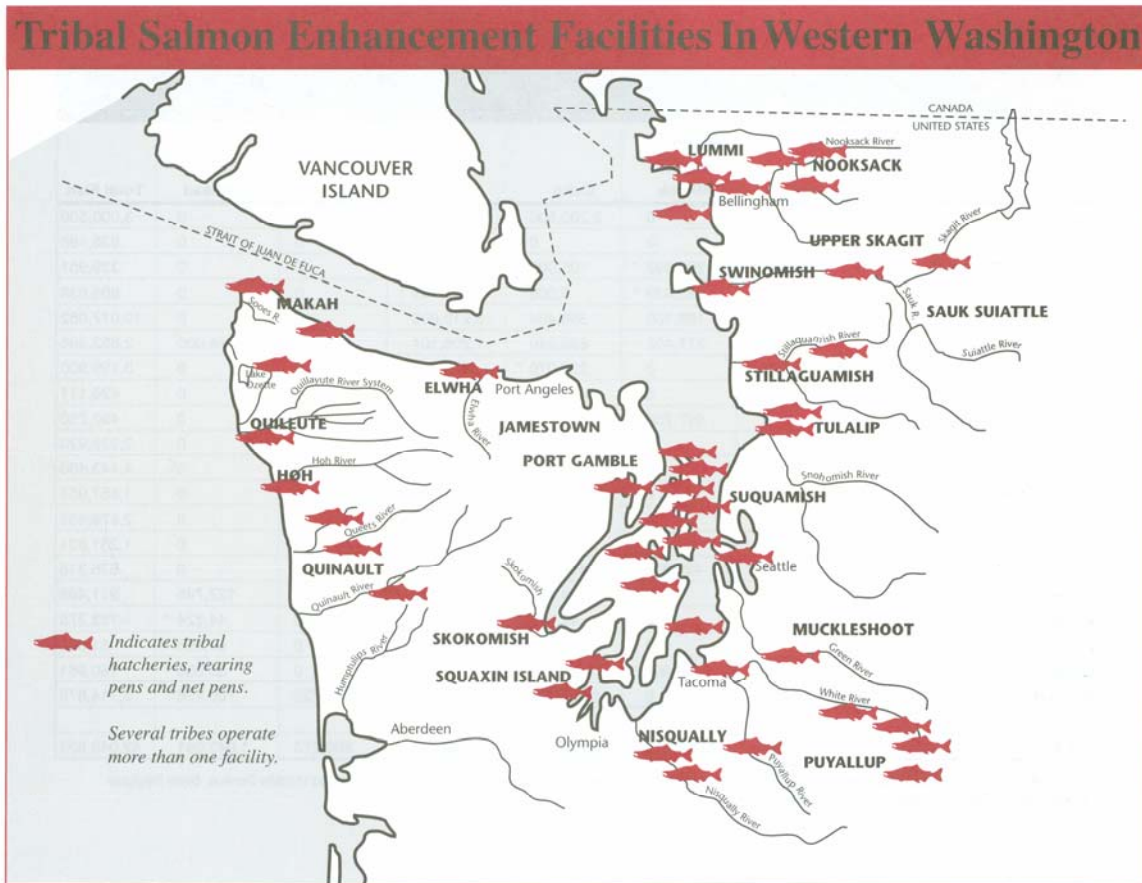 Tribal Salmon Enhancement Facilities In Western Washington
CANADA
UNITED STATES
VANCOUVER
ISLAND
STRAIT OF JUAN DE FUCA
LUMMI
Nooksack River
NOOKSACK
Bellingham
UPPER SKAGIT
Skagit River
SWINOMISH
Sauk R.
SAUK SUIATTLE
Suiattle River
MAKAH
Sooes R.
Stillaguamish River
STILLAGUAMISH
Lake
Ozette
Quillayute River System
ELWHA
Port Angeles
Elwha River
QUILEUTE
JAMESTOWN
TULALIP
HOH
Hoh River
PORT GAMBLE
Snohomish River
SUQUAMISH
Queets River
QUINAULT
Seattle
Quinault River
Skokomish
SKOKOMISH
MUCKLESHOOT
Green River
Indicates tribal
hatcheries, rearing
pens and net pens.
Humptulips
River
SQUAXIN ISLAND
Tacoma
White River
Several tribes operate
more than one facility.
Aberdeen
Olympia
NISQUALLY
Puyallup River
PUYALLUP
Nisqually River